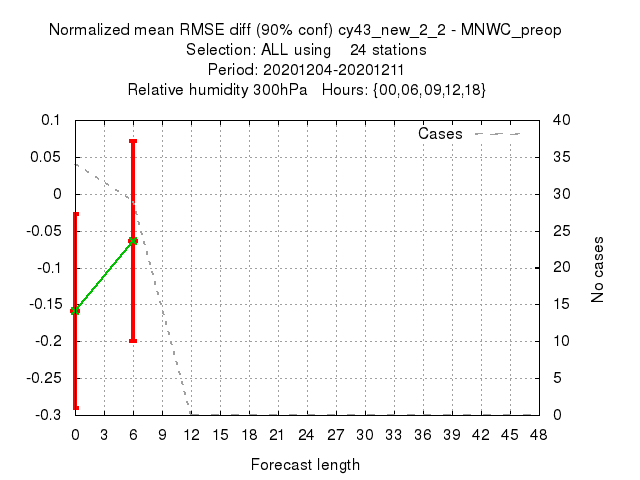 Normalized mean RMSE diff (90% conf) cy43_new_2_2 - MNWC_preop
Selection: ALL using 24 stations
Period: 20201204-20201211
Relative humidity 300hPa Hours: {00,06,09,12,18}
0.1
0.05
0
-0.05
-0.1
-0.15
-0.2
-0.25
-0.3
Cases
40
35
30
25
20
15
10
5
0
No cases
0 3 6 9 12 15 18 21 24 27 30 33 36 39 42 45 48
Forecast length